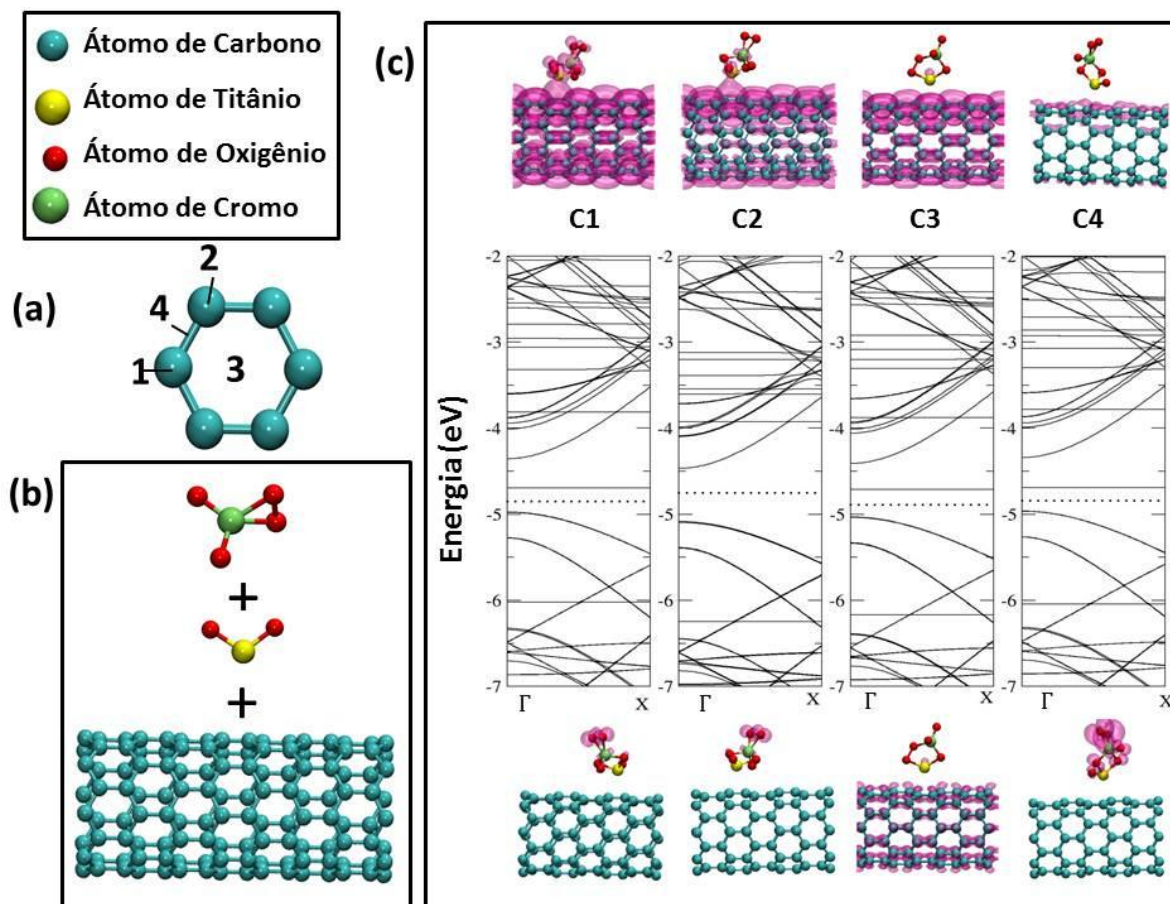 Átomo de Carbono
Átomo de Titânio
Átomo de Oxigênio
Átomo de Cromo
(a)
2
4
1
3
(b)
+
+
(c)
C1 C2 C3 C4
Energia (eV)
-2 -2 -2 -2
-3 -3 -3 -3
-4 -4 -4 -4
-5 -5 -5 -5
-6 -6 -6 -6
-7 -7 -7 -7
Γ X Γ X Γ X Γ X